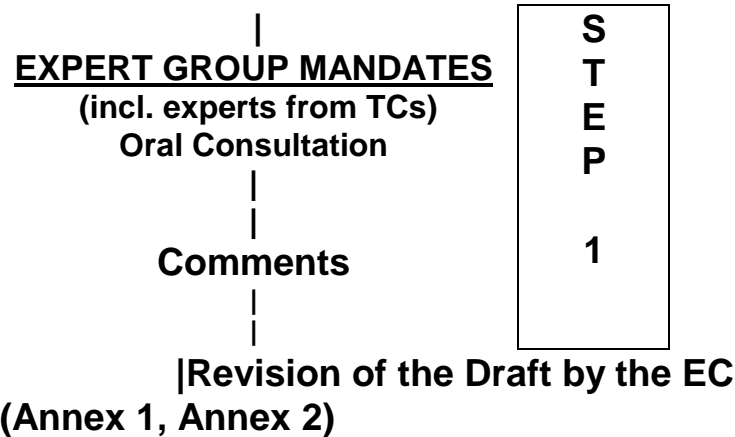 |
EXPERT GROUP MANDATES
(incl. experts from TCs)
Oral Consultation
|
|
Comments
|
|
|Revision of the Draft by the EC
(Annex 1, Annex 2)
S
T
E
P
1